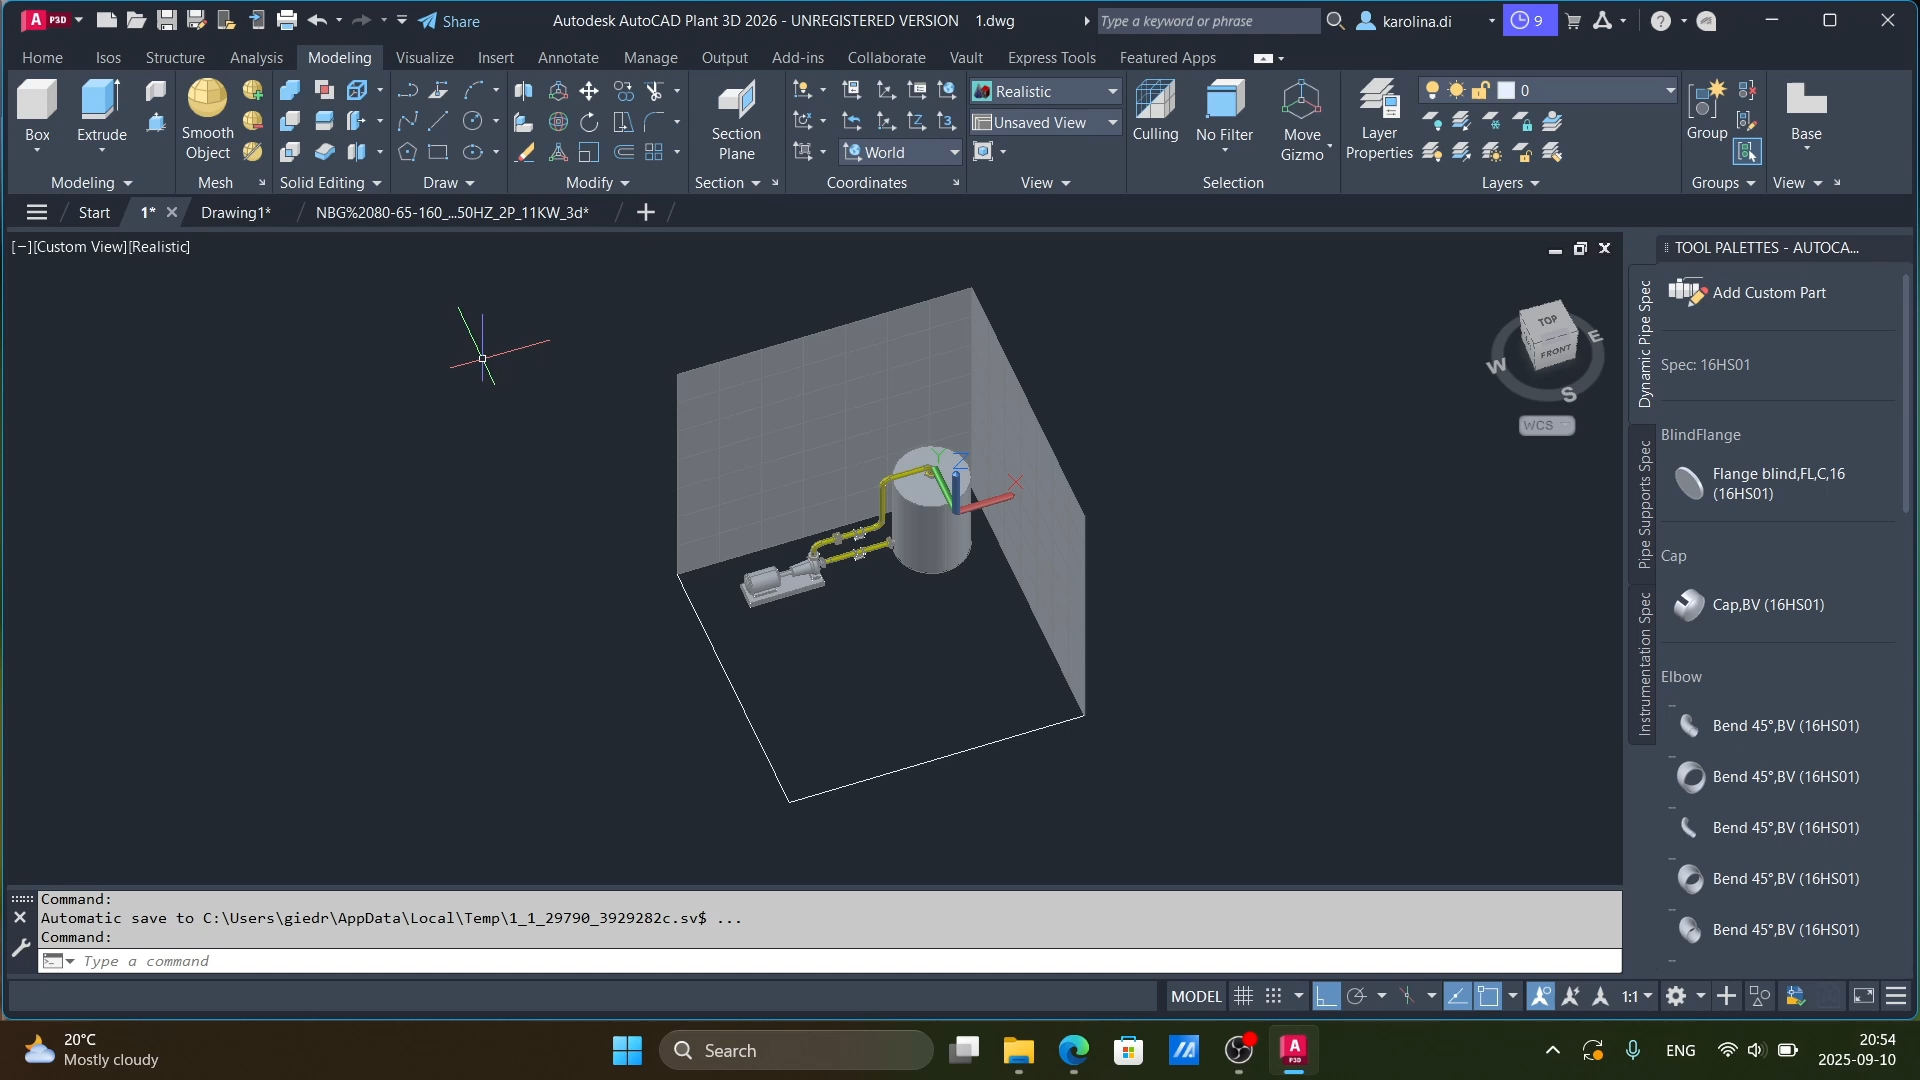 A P3D Share Autodesk AutoCAD Plant 3D 2026 - UNREGISTERED VERSION 1.dwg Type a keyword or phrase karolina.di 9
Home Isos Structure Analysis Modeling Visualize Insert Annotate Manage Output Add-ins Collaborate Vault Express Tools Featured Apps
Box Extrude Smooth Object Section Plane Realistic Unsaved View World Culling No Filter Move Gizmo Layer Properties 0 Group Base
Modeling Mesh Solid Editing Draw Modify Section Coordinates View Selection Layers Groups View
Start 1* Drawing1* NBG%2080-65-160_...50HZ_2P_11KW_3d*
[−][Custom View][Realistic]
TOOL PALETTES - AUTOCA...
TOP
FRONT
W
E
S
WCS
Y
Z
X
Dynamic Pipe Spec
Pipe Supports Spec
Instrumentation Spec
Add Custom Part
Spec: 16HS01
BlindFlange
Flange blind,FL,C,16
(16HS01)
Cap
Cap,BV (16HS01)
Elbow
Bend 45°,BV (16HS01)
Bend 45°,BV (16HS01)
Bend 45°,BV (16HS01)
Bend 45°,BV (16HS01)
Bend 45°,BV (16HS01)
Command:
Automatic save to C:\Users\giedr\AppData\Local\Temp\1_1_29790_3929282c.sv$ ...
Command:
Type a command
MODEL 1:1
20°C
Mostly cloudy
Search
A P3D
ENG
20:54
2025-09-10